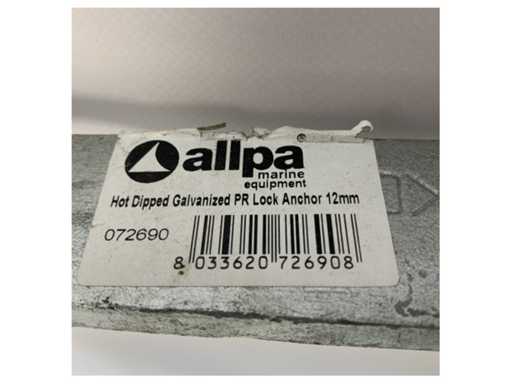 allpa
marine
equipment
Hot Dipped Galvanized PR Lock Anchor 12mm
072690
8 033620 726908